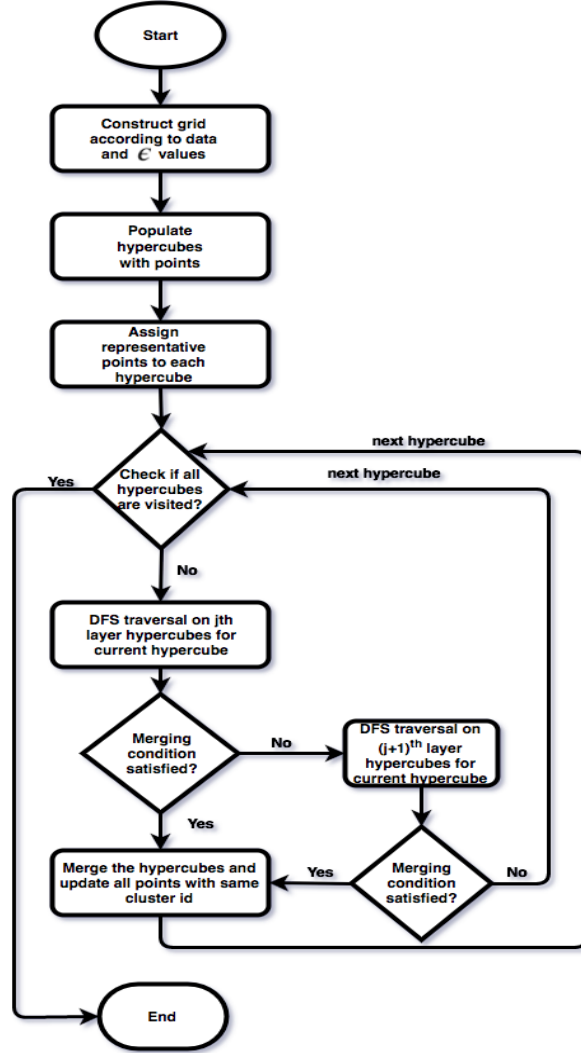 Start
Construct grid
according to data
and ϵ values
Populate
hypercubes
with points
Assign
representative
points to each
hypercube
next hypercube
next hypercube
Check if all
hypercubes
are visited?
Yes
No
DFS traversal on jth
layer hypercubes for
current hypercube
Merging
condition
satisfied?
No
DFS traversal on
(j+1)th layer
hypercubes for
current hypercube
Yes
Merge the hypercubes and
update all points with same
cluster id
Yes
Merging
condition
satisfied?
No
End